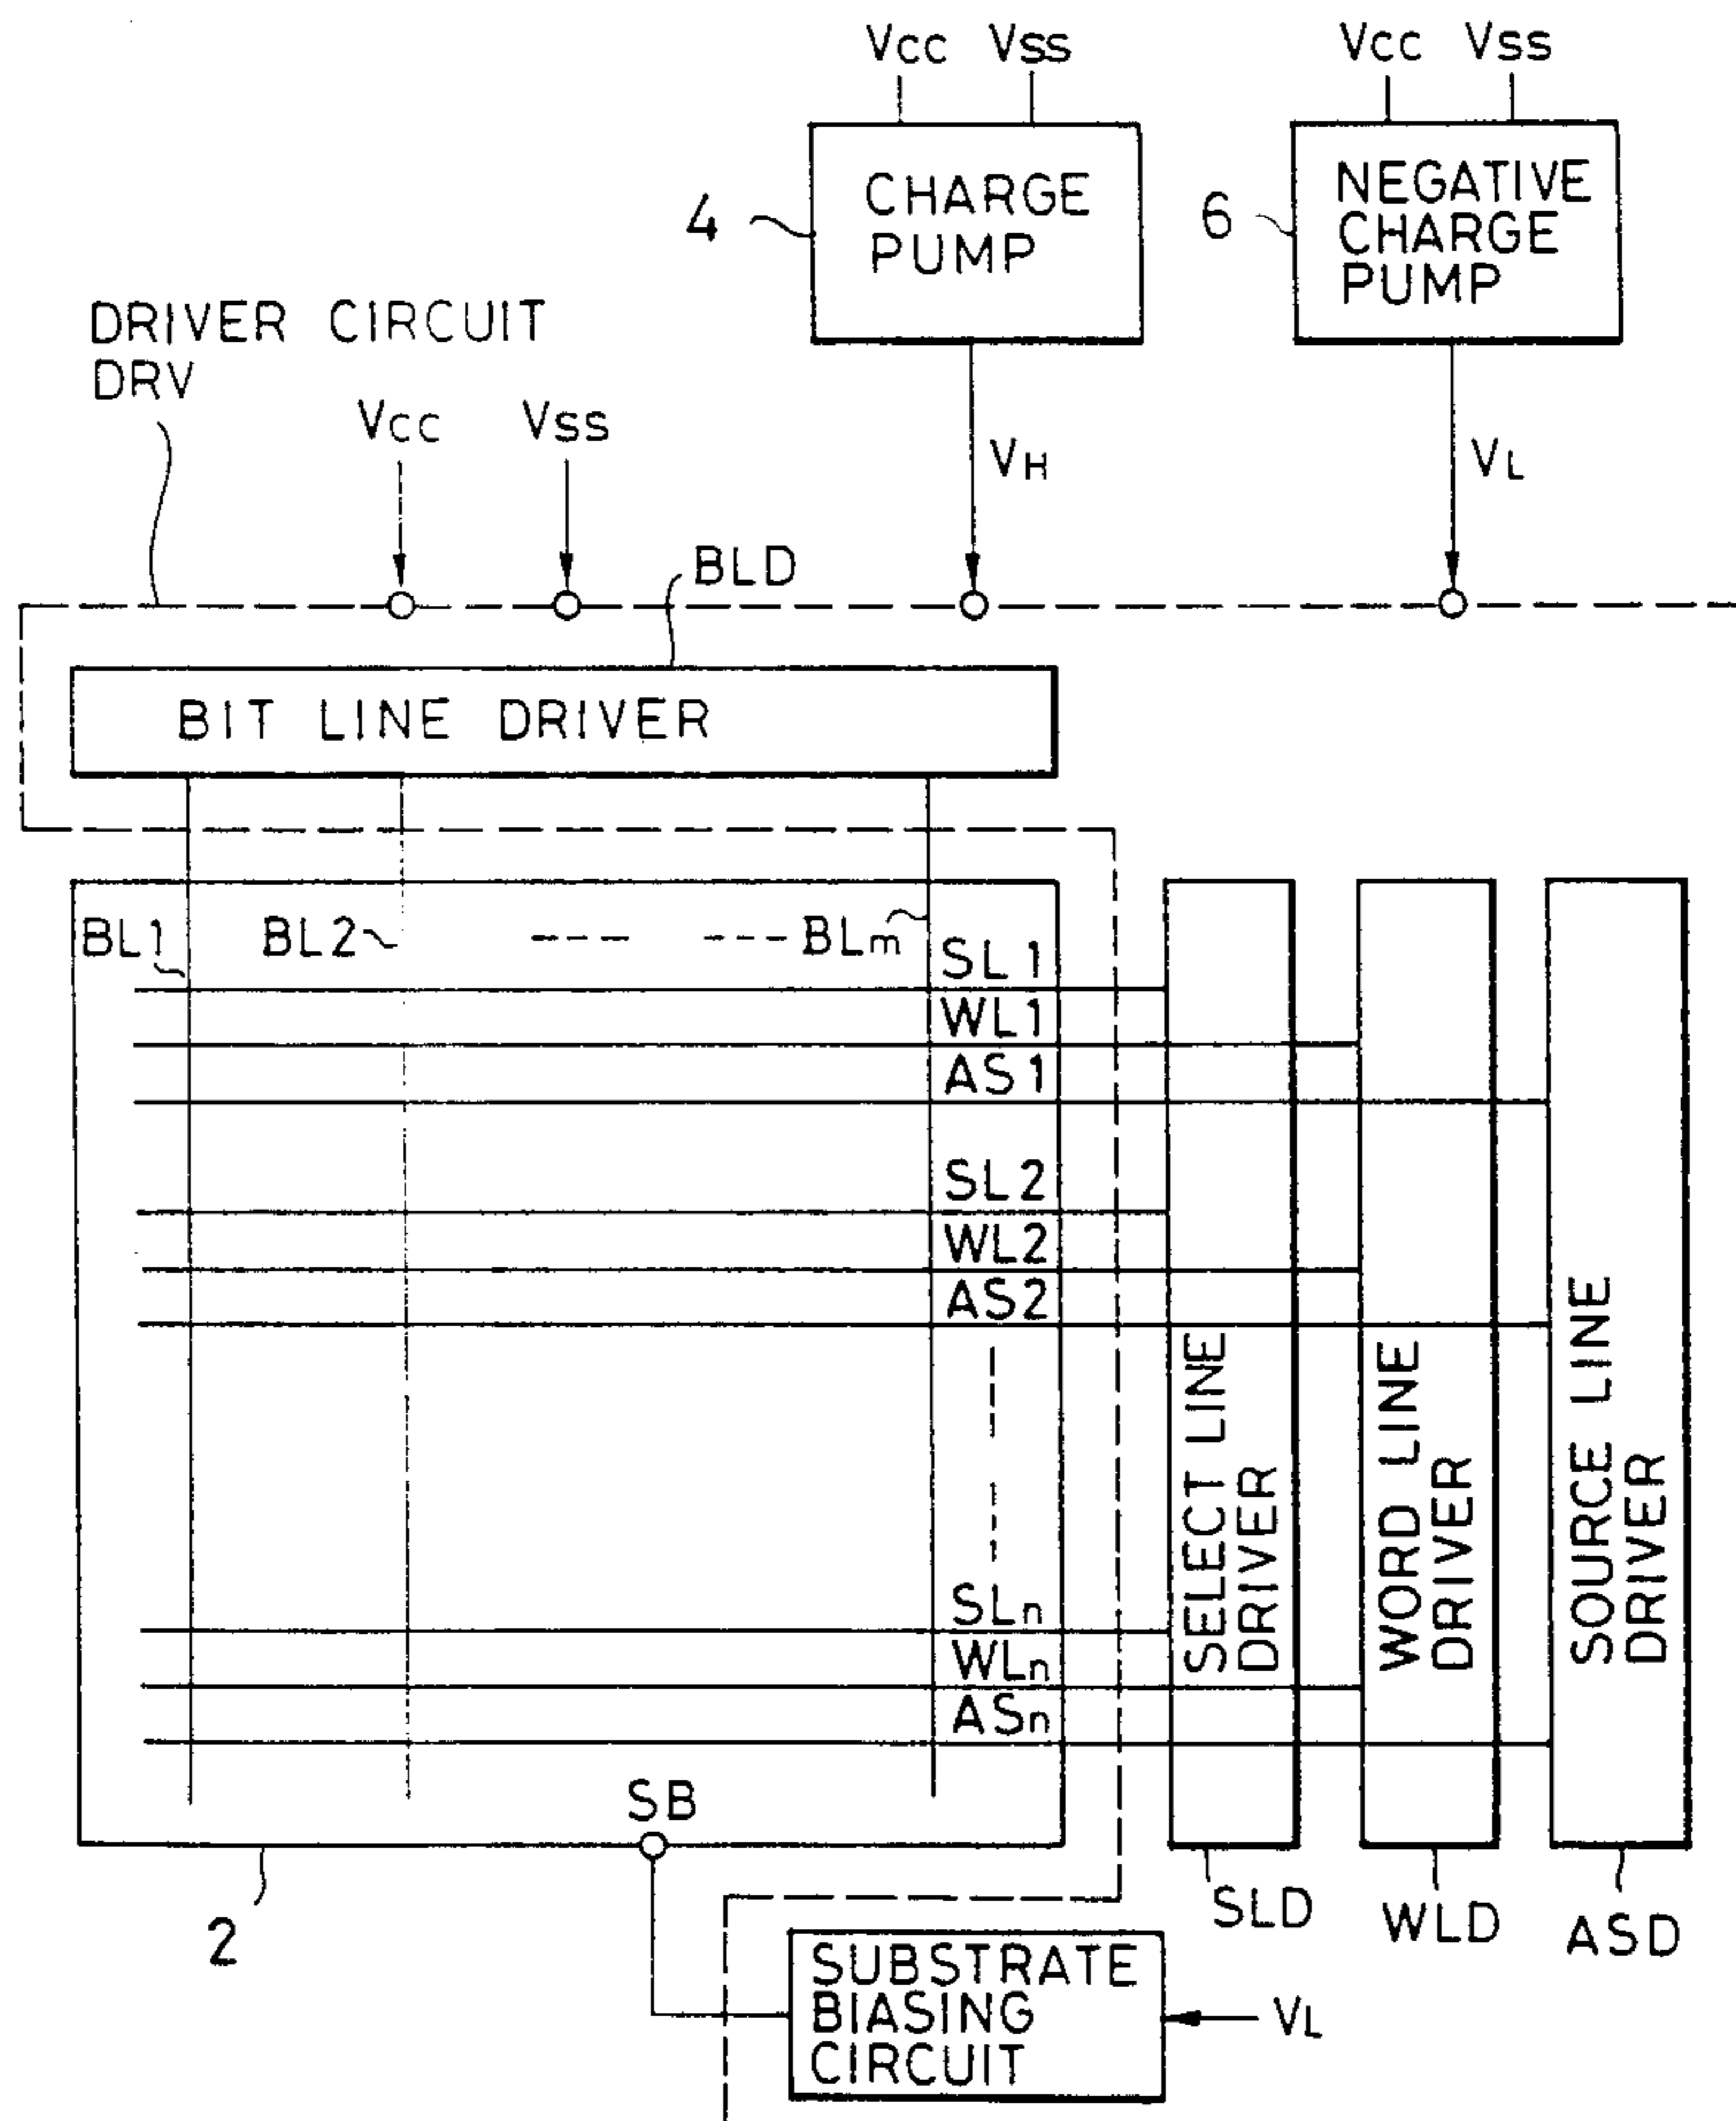 Vcc Vss
Vcc Vss
CHARGE
PUMP
4
NEGATIVE
CHARGE
PUMP
6
DRIVER CIRCUIT
DRV
Vcc
Vss
VH
VL
BLD
BIT LINE DRIVER
BL1
BL2
BLm
SL1
WL1
AS1
SL2
WL2
AS2
SLn
WLn
ASn
SELECT LINE
DRIVER
WORD LINE
DRIVER
SOURCE LINE
DRIVER
SB
2
SLD
WLD
ASD
SUBSTRATE
BIASING
CIRCUIT
VL